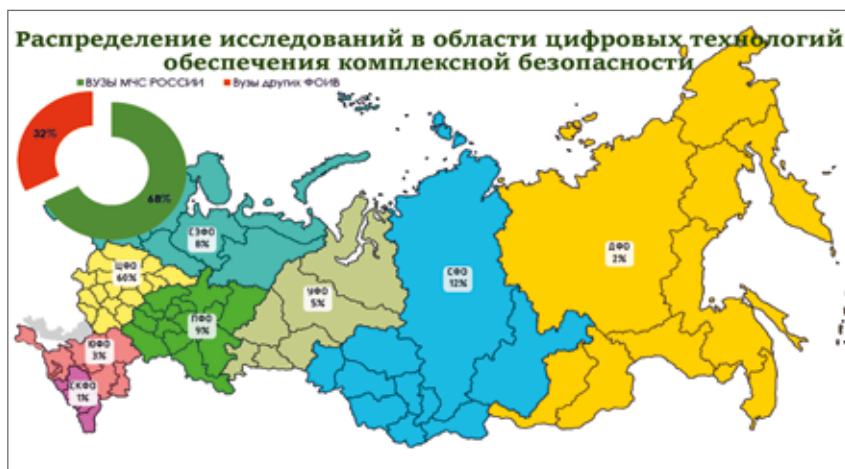 Распределение исследований в области цифровых технологий
обеспечения комплексной безопасности
ВУЗЫ МЧС РОССИИ
Вузы других ФОИВ
32%
68%
СЗФО
8%
ДФО
2%
ЦФО
60%
СФО
12%
УФО
5%
ПФО
9%
ЮФО
3%
СКФО
1%